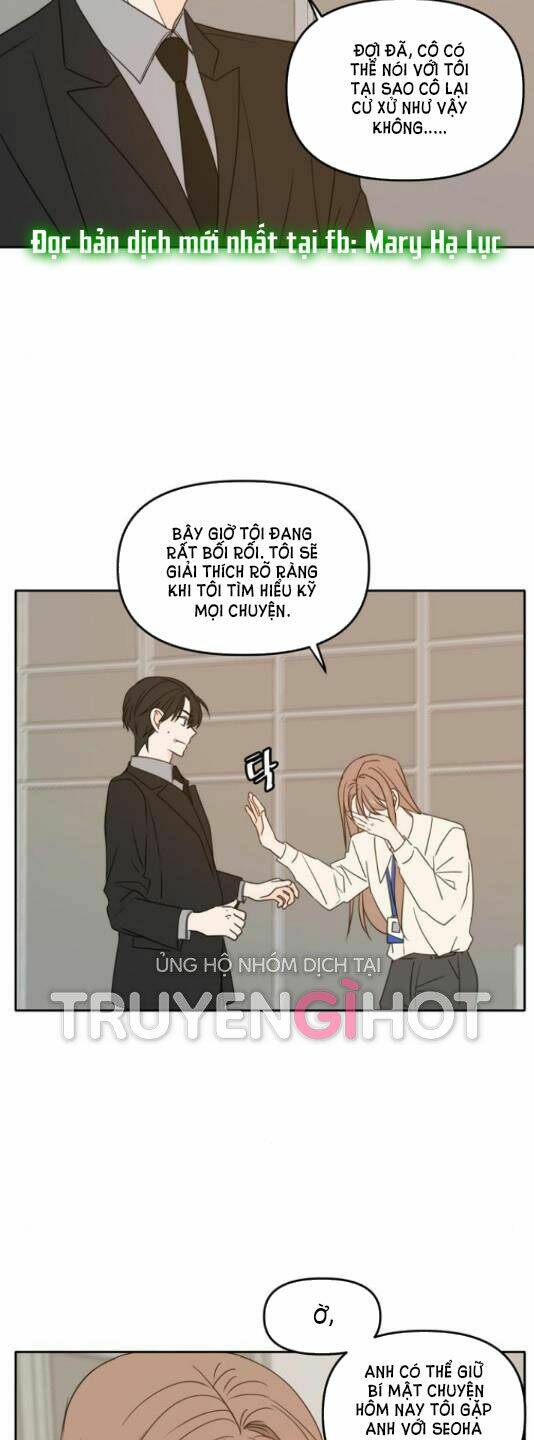 ĐỢI ĐÃ, CÔ CÓ
THỂ NÓI VỚI TÔI
TẠI SAO CÔ LẠI
CƯ XỬ NHƯ VẬY
KHÔNG.....
Đọc bản dịch mới nhất tại fb: Mary Hạ Lục
BÂY GIỜ TÔI ĐANG
RẤT BỐI RỐI. TÔI SẼ
GIẢI THÍCH RÕ RÀNG
KHI TÔI TÌM HIỂU KỸ
MỌI CHUYỆN.
다
ỦNG HỘ NHÓM DỊCH TẠI
TRUYENGIHOT
Ờ,
ANH CÓ THỂ GIỮ
BÍ MẬT CHUYỆN
HÔM NAY TÔI GẶP
ANH VỚI SEOHA